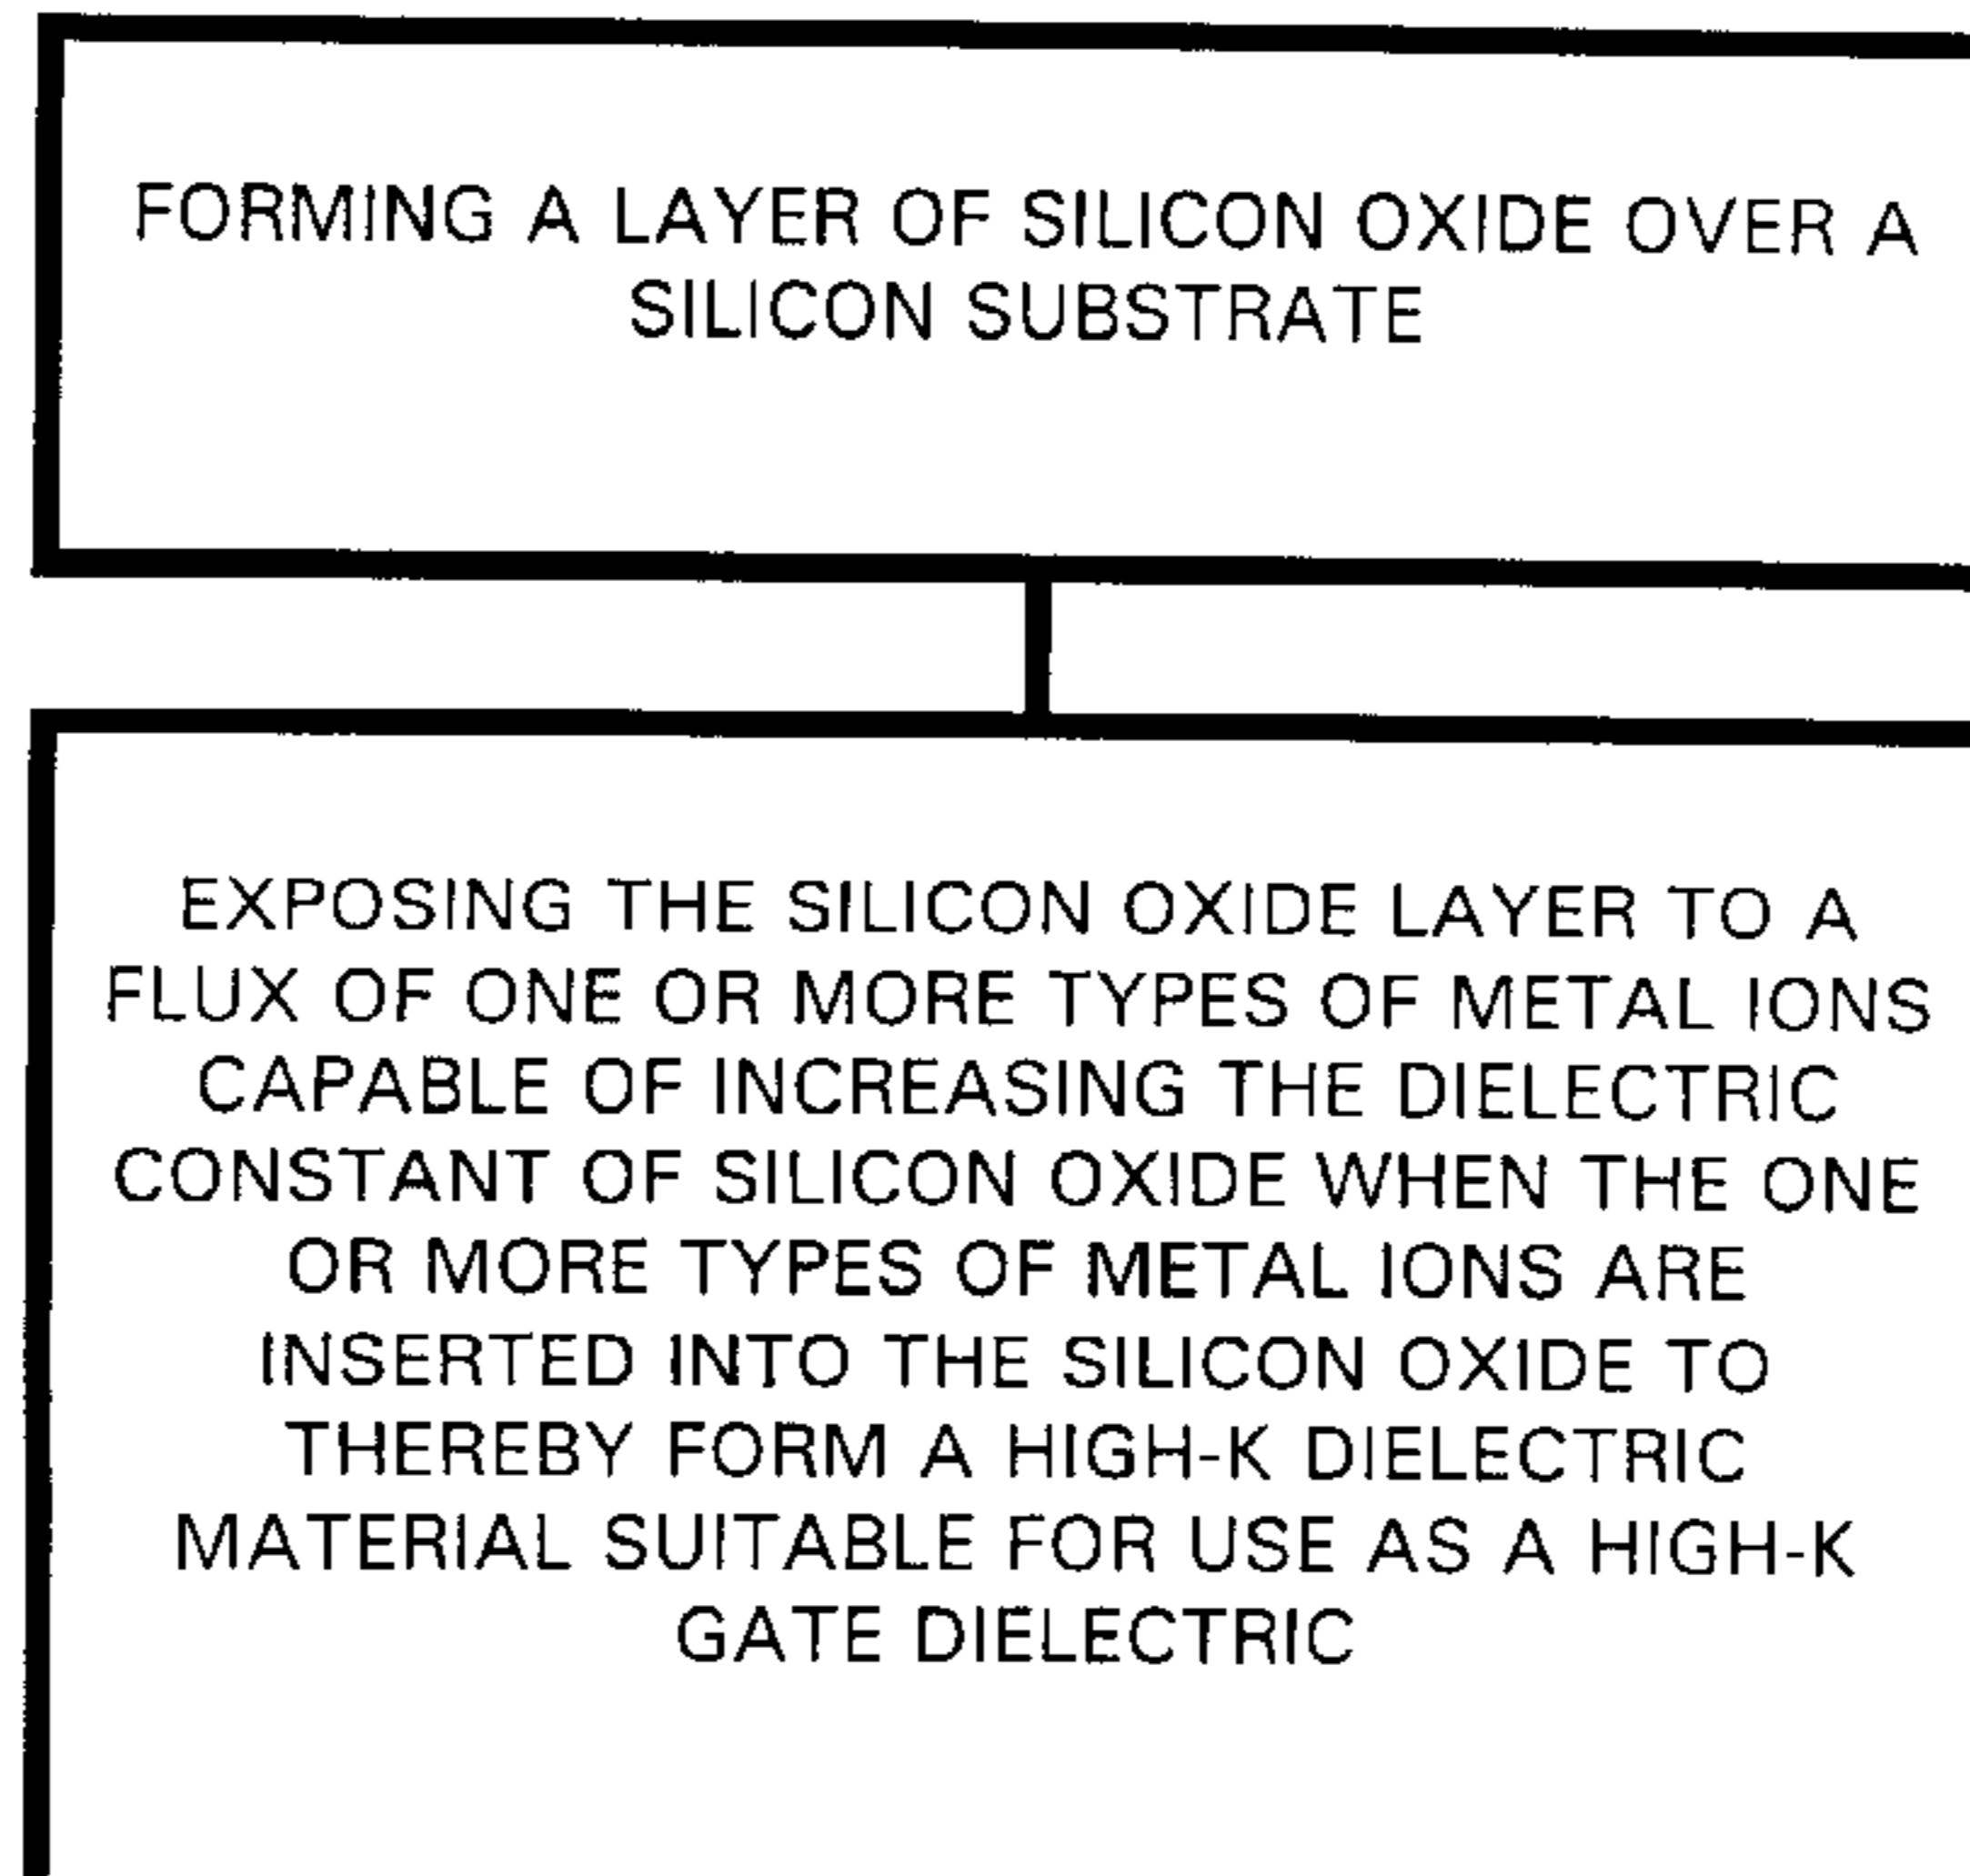 FORMING A LAYER OF SILICON OXIDE OVER A
SILICON SUBSTRATE
EXPOSING THE SILICON OXIDE LAYER TO A
FLUX OF ONE OR MORE TYPES OF METAL IONS
CAPABLE OF INCREASING THE DIELECTRIC
CONSTANT OF SILICON OXIDE WHEN THE ONE
OR MORE TYPES OF METAL IONS ARE
INSERTED INTO THE SILICON OXIDE TO
THEREBY FORM A HIGH-K DIELECTRIC
MATERIAL SUITABLE FOR USE AS A HIGH-K
GATE DIELECTRIC